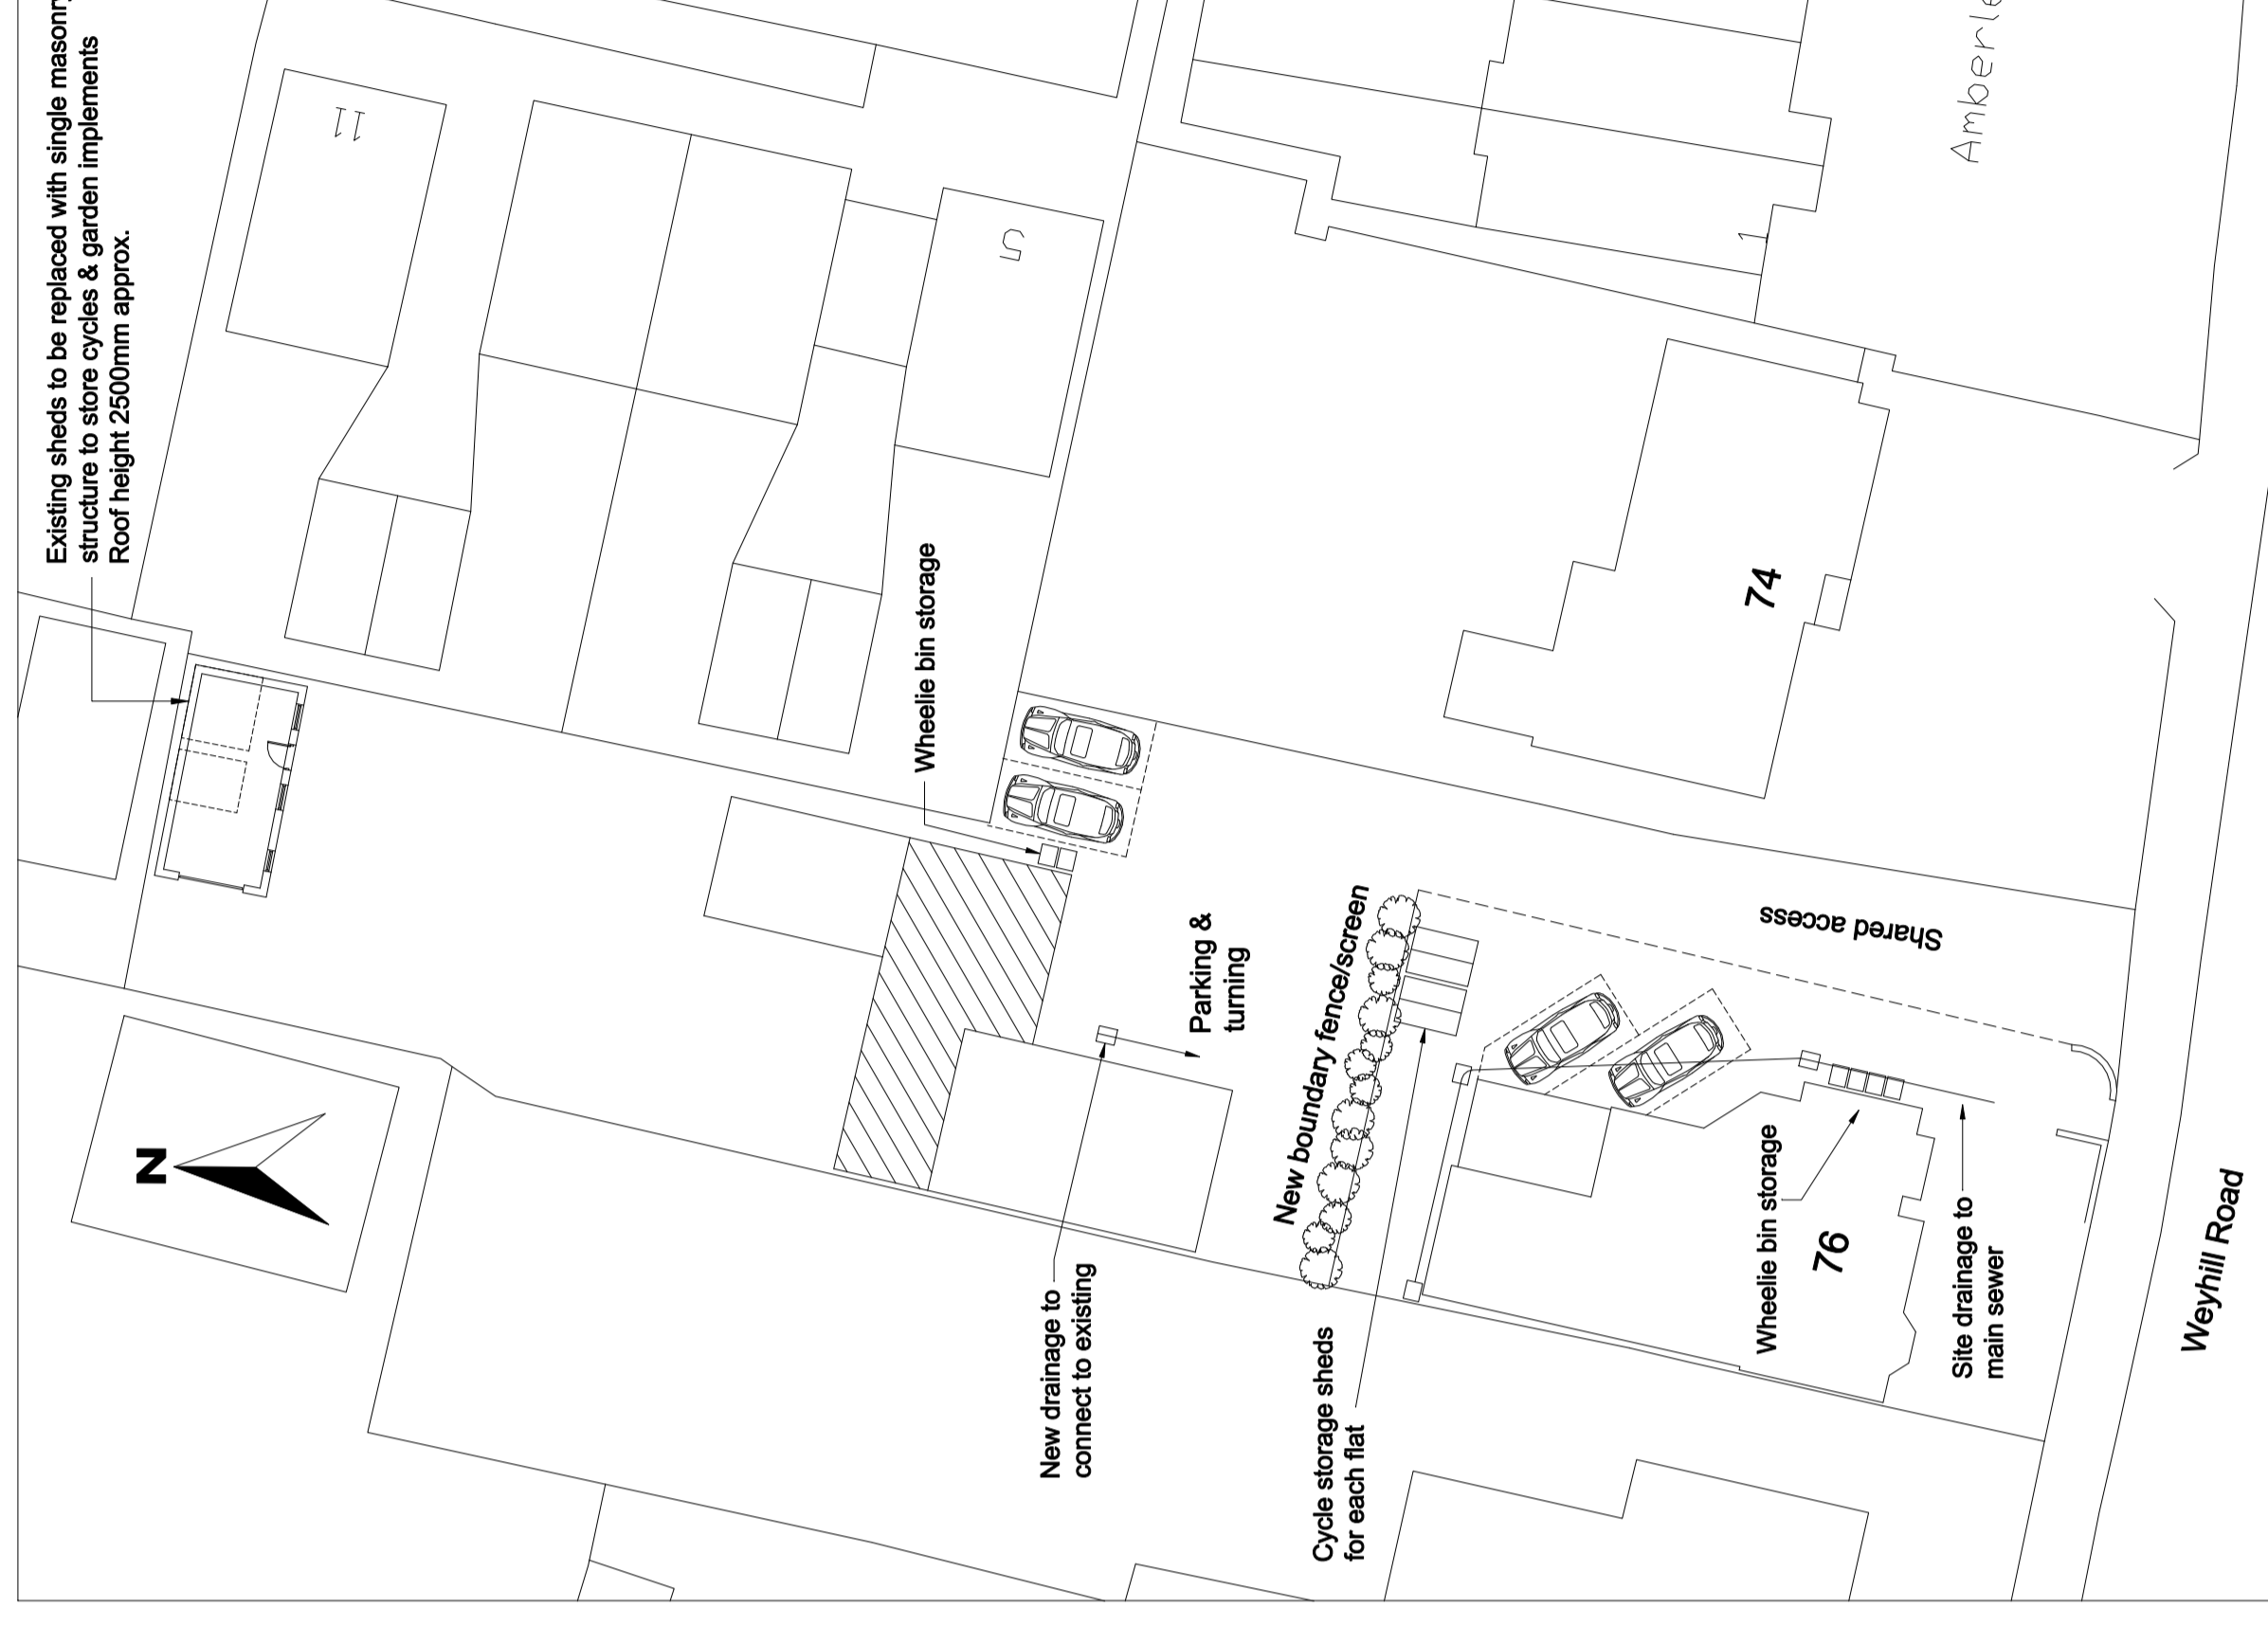 Existing sheds to be replaced with single masonry
structure to store cycles & garden implements
Roof height 2500mm approx.
11
5
1
74
Wheelie bin storage
N
Parking &
turning
New boundary fence/screen
Shared access
New drainage to
connect to existing
Cycle storage sheds
for each flat
Wheelie bin storage
76
Site drainage to
main sewer
Weyhill Road